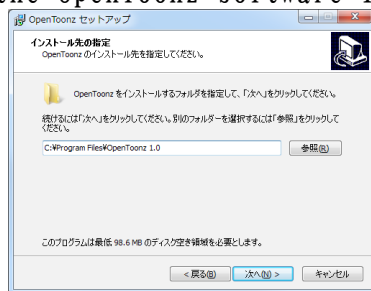 the openToonz software i
OpenToonz セットアップ
インストール先の指定
OpenToonz のインストール先を指定してください。
OpenToonz をインストールするフォルダを指定して、「次へ」をクリックしてください。
続けるには「次へ」をクリックしてください。別のフォルダーを選択するには「参照」をクリックして
ください。
C:¥Program Files¥OpenToonz 1.0
参照(R)
このプログラムは最低 98.6 MB のディスク空き領域を必要とします。
< 戻る(B)
次へ(N) >
キャンセル